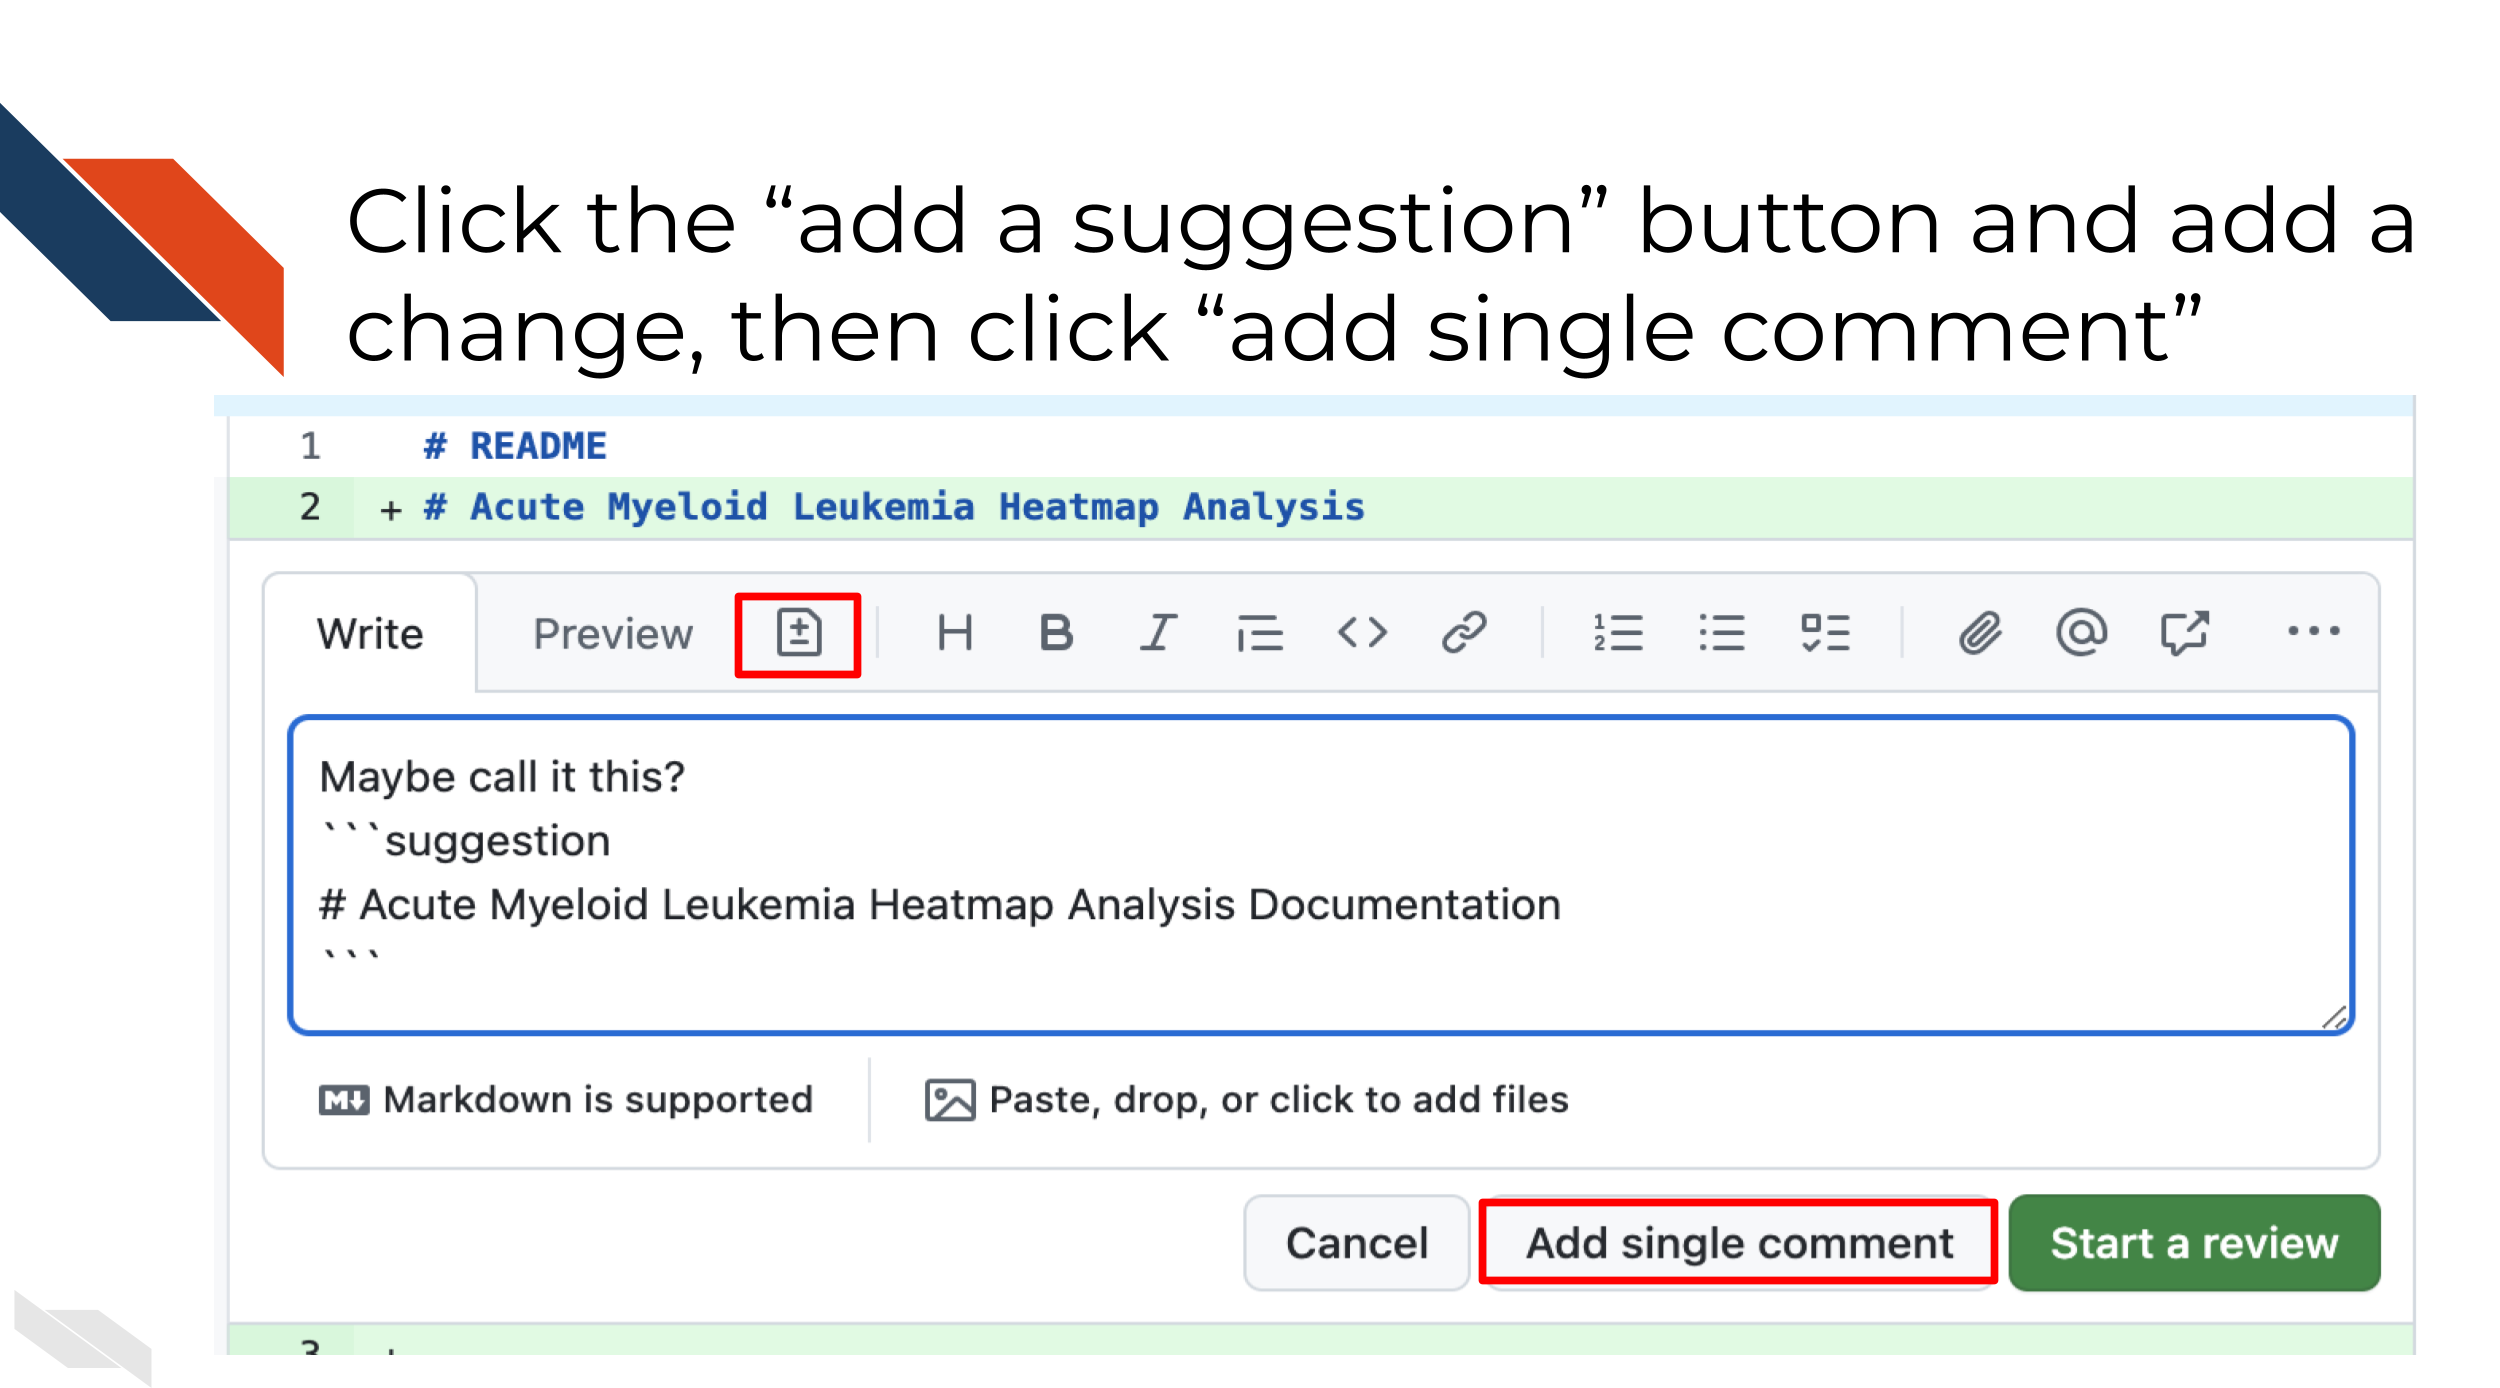 Click the “add a suggestion” button and add a
change, then click “add single comment”
1 # README
2 + # Acute Myeloid Leukemia Heatmap Analysis
Write Preview
Maybe call it this?
```suggestion
# Acute Myeloid Leukemia Heatmap Analysis Documentation
```
Markdown is supported Paste, drop, or click to add files
Cancel Add single comment Start a review
3 +